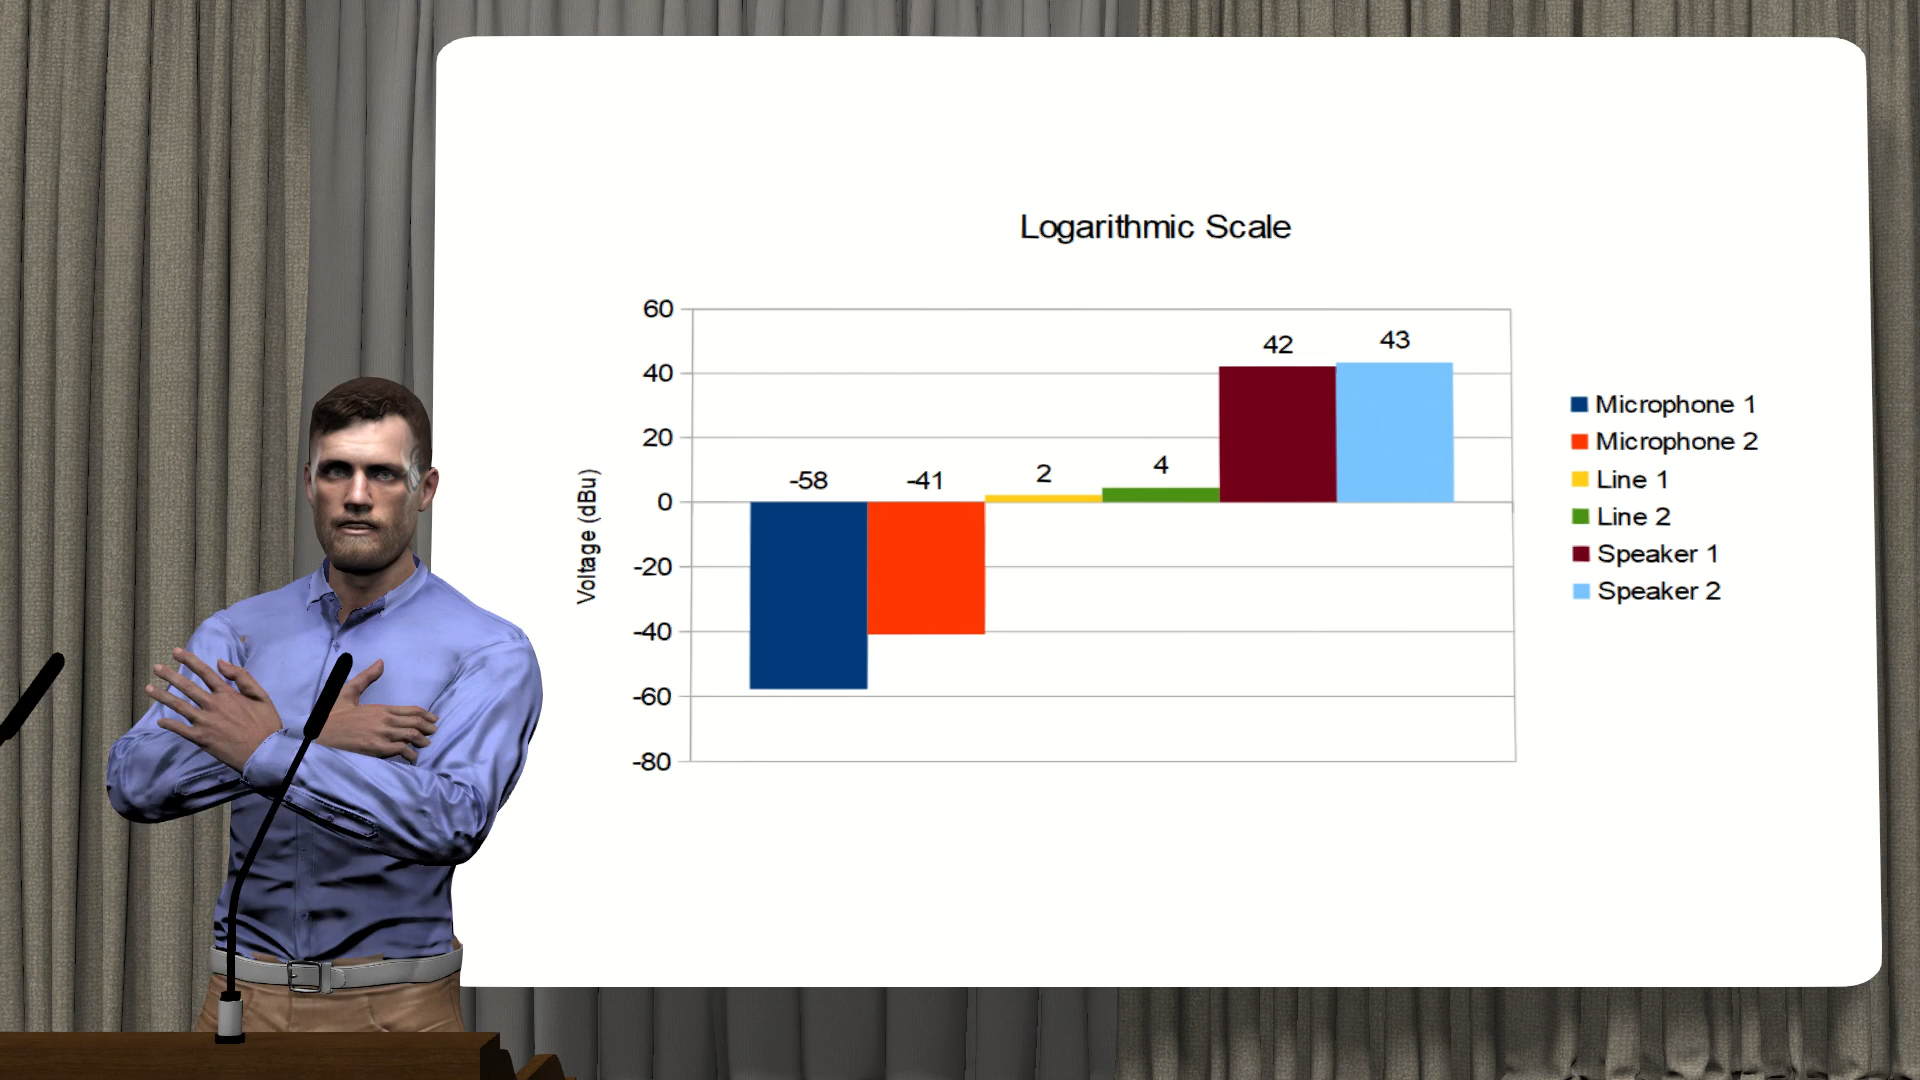 Logarithmic Scale
60
40
20
0
-20
-40
-60
-80
Voltage (dBu)
-58
-41
2
4
42
43
Microphone 1
Microphone 2
Line 1
Line 2
Speaker 1
Speaker 2